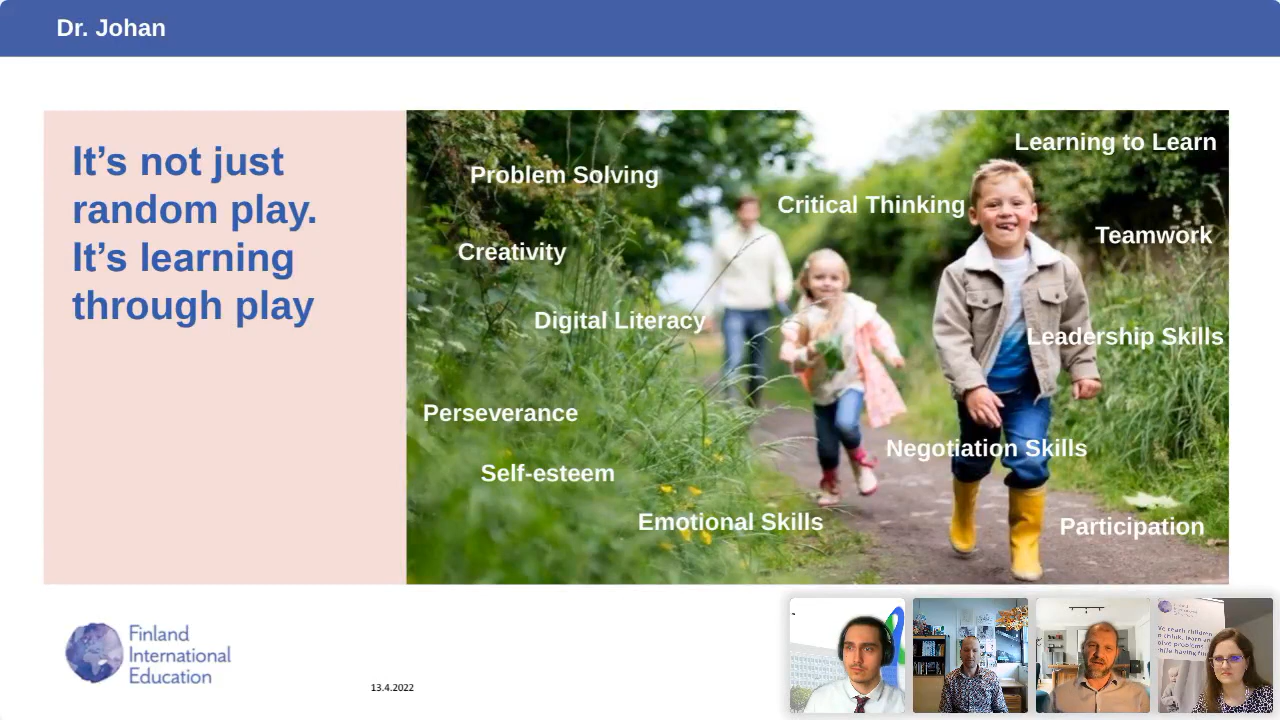 Dr. Johan
It's not just
random play.
It's learning
through play
Learning to Learn
Problem Solving
Critical Thinking
Teamwork
Creativity
Digital Literacy
Leadership Skills
Perseverance
Negotiation Skills
Self-esteem
Emotional Skills
Participation
Finland
International
Education
13.4.2022